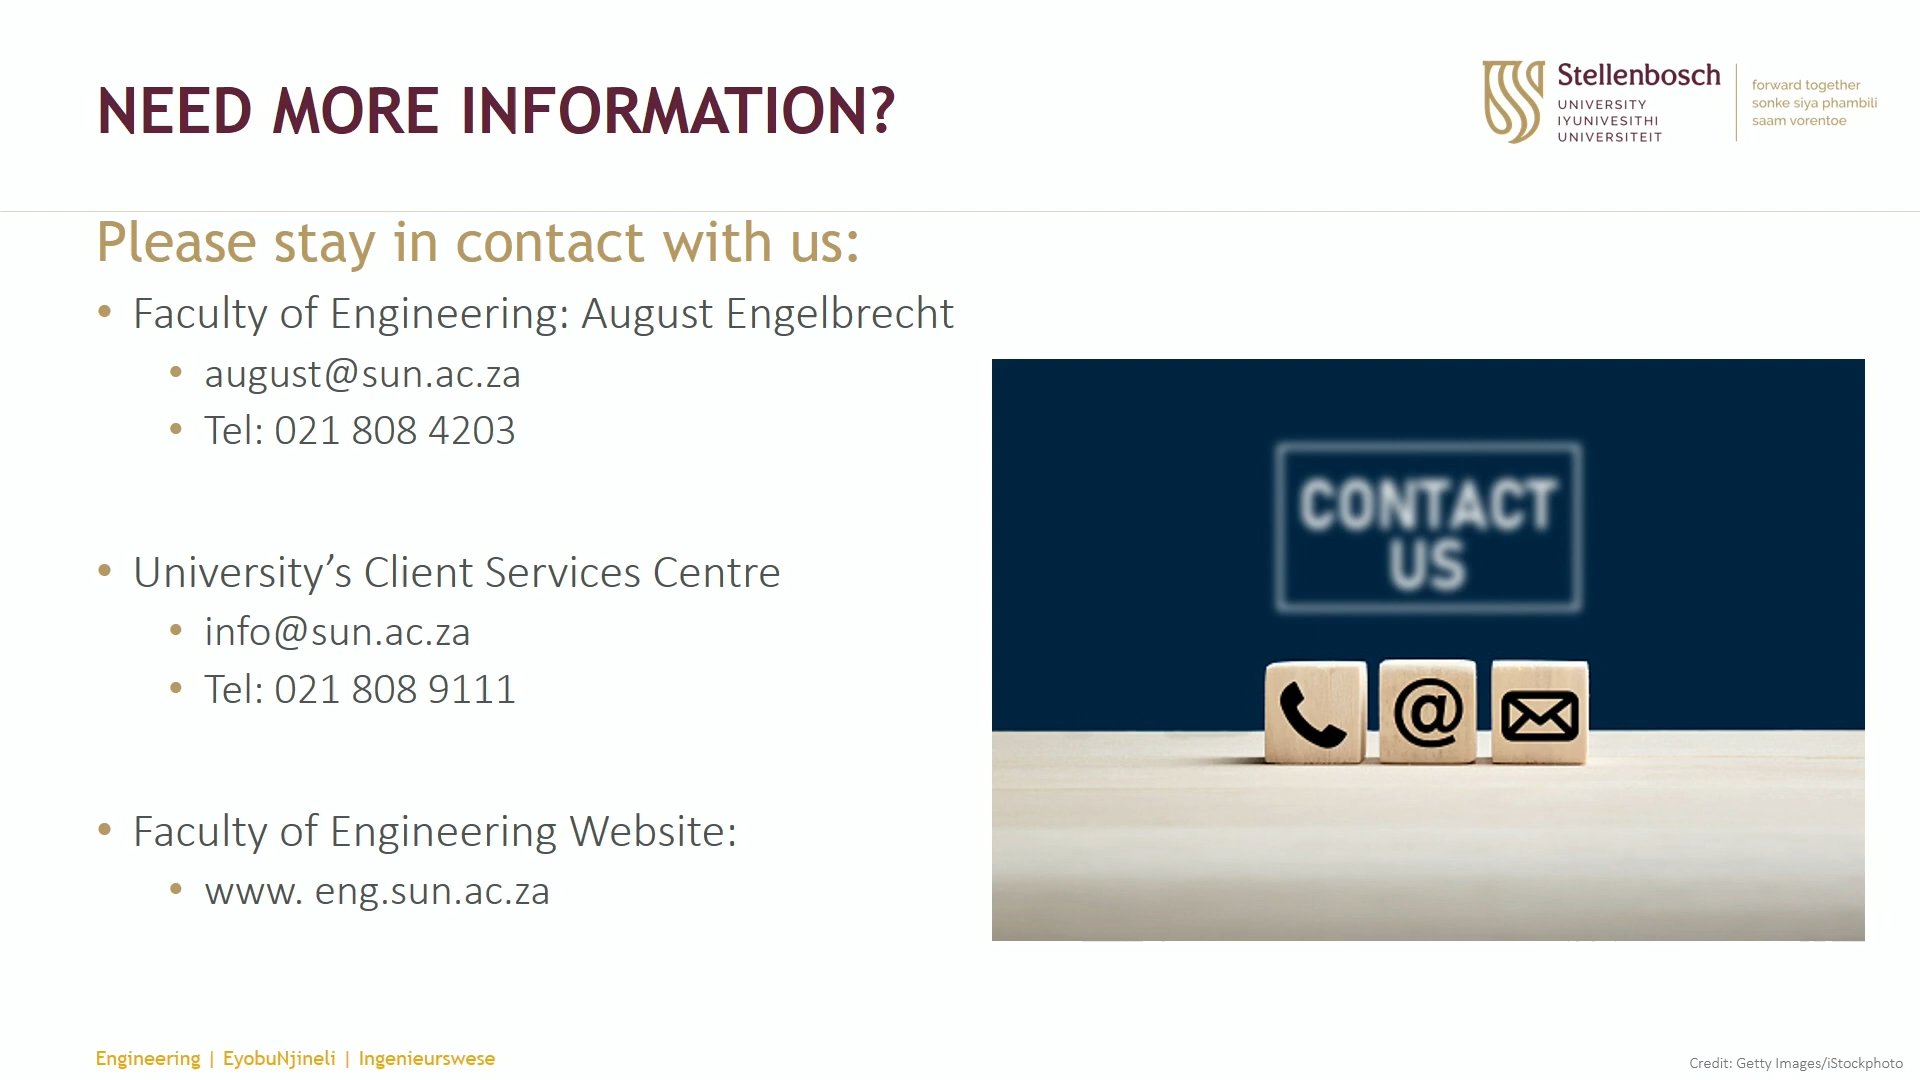 NEED MORE INFORMATION?
Stellenbosch
UNIVERSITY
IYUNIVESITHI
UNIVERSITEIT
forward together
sonke siya phambili
saam vorentoe
Please stay in contact with us:
• Faculty of Engineering: August Engelbrecht
• august@sun.ac.za
• Tel: 021 808 4203
• University’s Client Services Centre
• info@sun.ac.za
• Tel: 021 808 9111
• Faculty of Engineering Website:
• www. eng.sun.ac.za
CONTACT
US
@
Engineering | EyobuNjineli | Ingenieurswese
Credit: Getty Images/iStockphoto